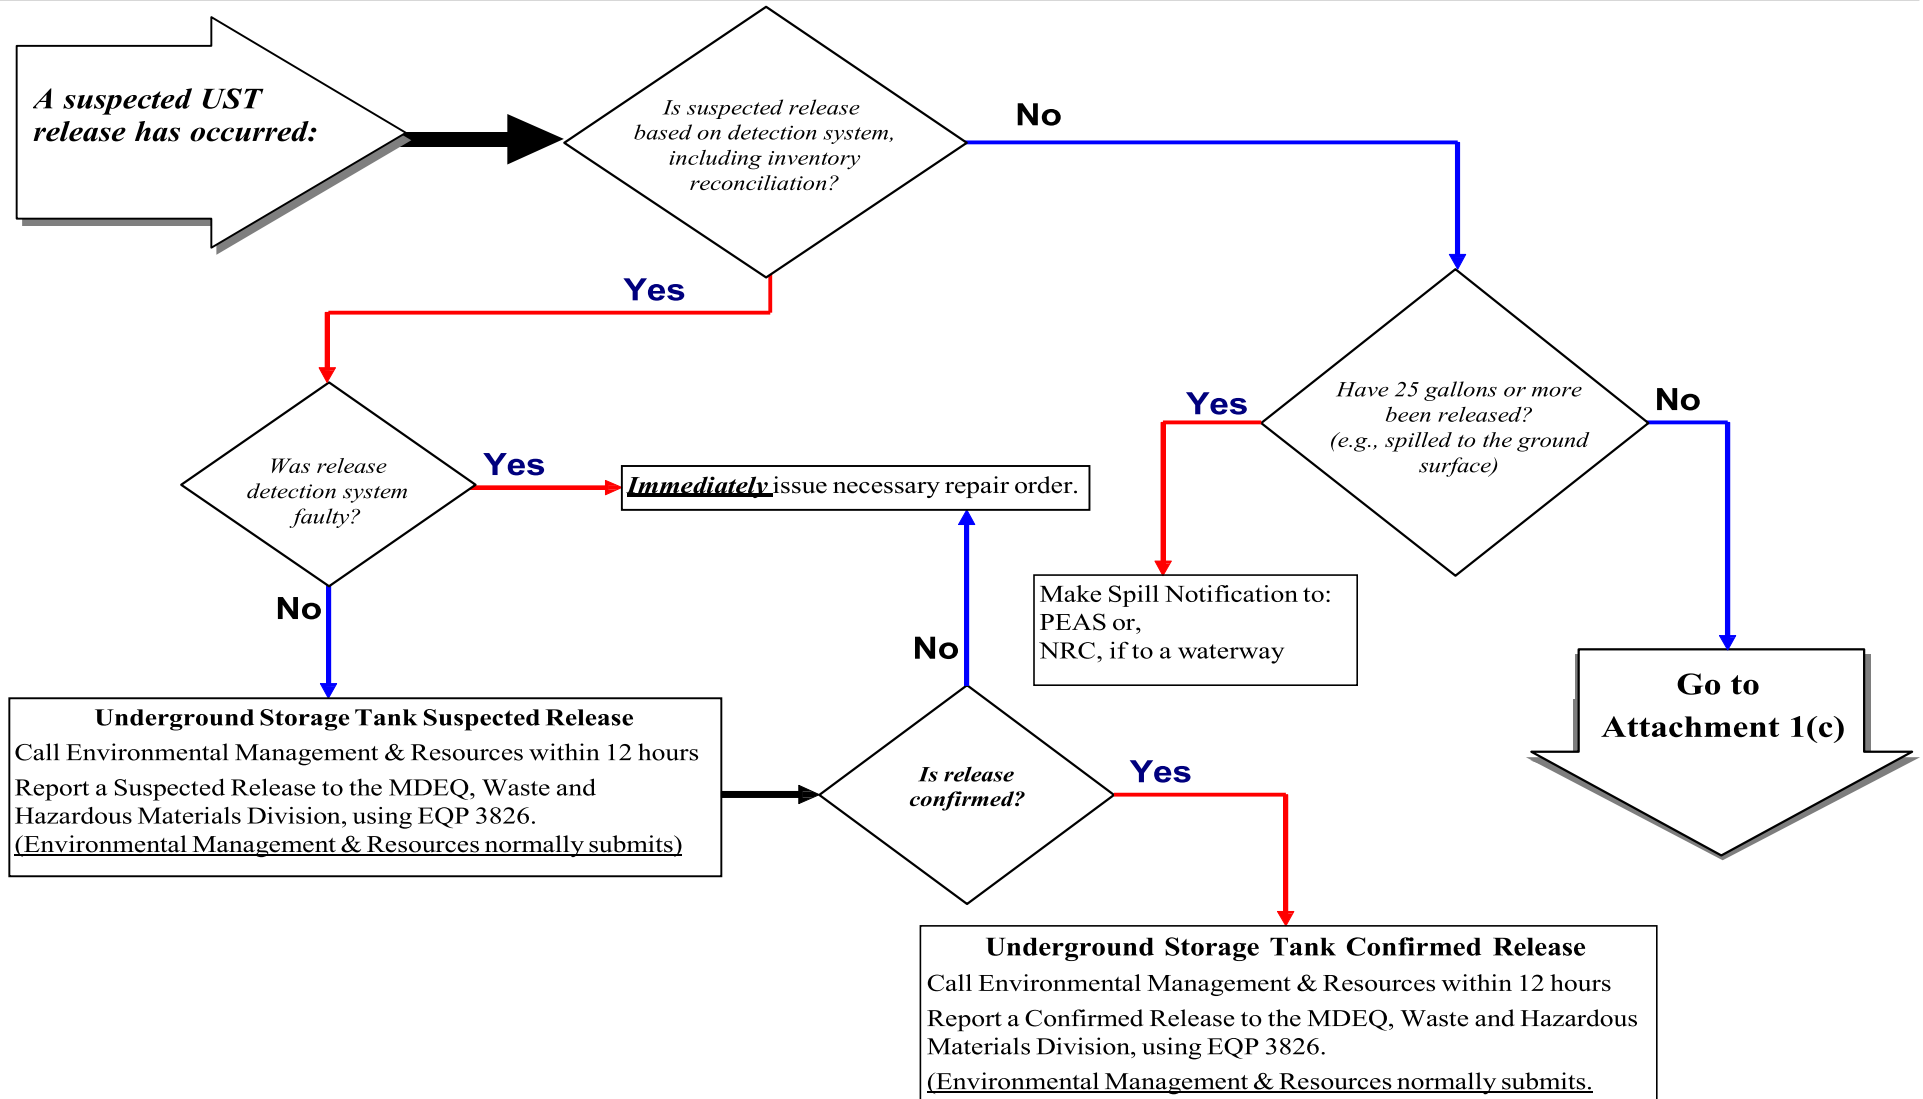 A suspected UST
release has occurred:
Is suspected release
based on detection system,
including inventory
reconciliation?
No
Yes
Have 25 gallons or more
been released?
(e.g., spilled to the ground
surface)
Yes
No
Was release
detection system
faulty?
Yes
Immediately issue necessary repair order.
No
Make Spill Notification to:
PEAS or,
NRC, if to a waterway
No
Go to
Attachment 1(c)
Underground Storage Tank Suspected Release
Call Environmental Management & Resources within 12 hours
Report a Suspected Release to the MDEQ, Waste and
Hazardous Materials Division, using EQP 3826.
(Environmental Management & Resources normally submits)
Is release
confirmed?
Yes
Underground Storage Tank Confirmed Release
Call Environmental Management & Resources within 12 hours
Report a Confirmed Release to the MDEQ, Waste and Hazardous
Materials Division, using EQP 3826.
(Environmental Management & Resources normally submits.